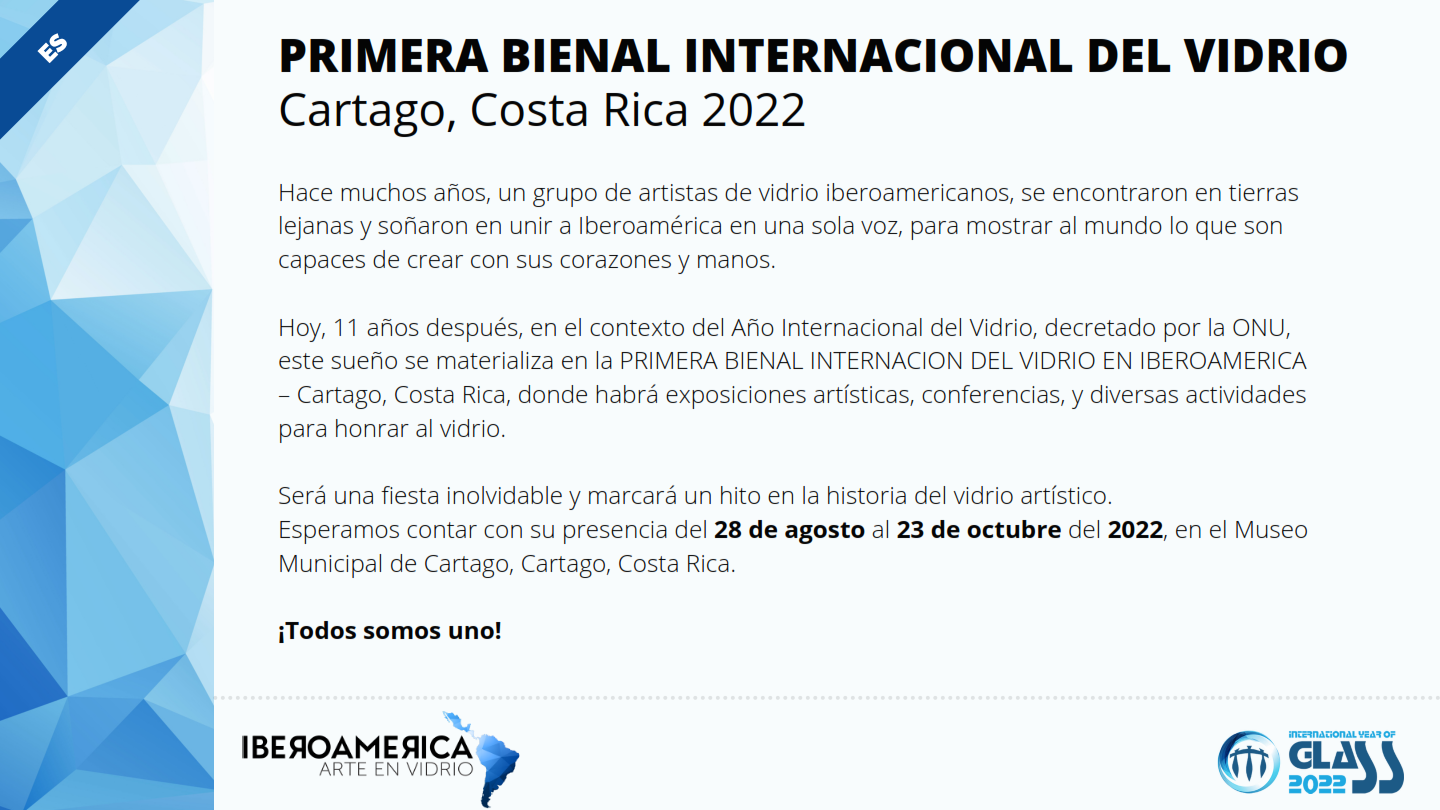 ES
PRIMERA BIENAL INTERNACIONAL DEL VIDRIO
Cartago, Costa Rica 2022
Hace muchos años, un grupo de artistas de vidrio iberoamericanos, se encontraron en tierras
lejanas y soñaron en unir a Iberoamérica en una sola voz, para mostrar al mundo lo que son
capaces de crear con sus corazones y manos.
Hoy, 11 años después, en el contexto del Año Internacional del Vidrio, decretado por la ONU,
este sueño se materializa en la PRIMERA BIENAL INTERNACION DEL VIDRIO EN IBEROAMERICA
– Cartago, Costa Rica, donde habrá exposiciones artísticas, conferencias, y diversas actividades
para honrar al vidrio.
Será una fiesta inolvidable y marcará un hito en la historia del vidrio artístico.
Esperamos contar con su presencia del 28 de agosto al 23 de octubre del 2022, en el Museo
Municipal de Cartago, Cartago, Costa Rica.
¡Todos somos uno!
IBEROAMERICA
ARTE EN VIDRIO
INTERNATIONAL YEAR OF
GLASS
2022